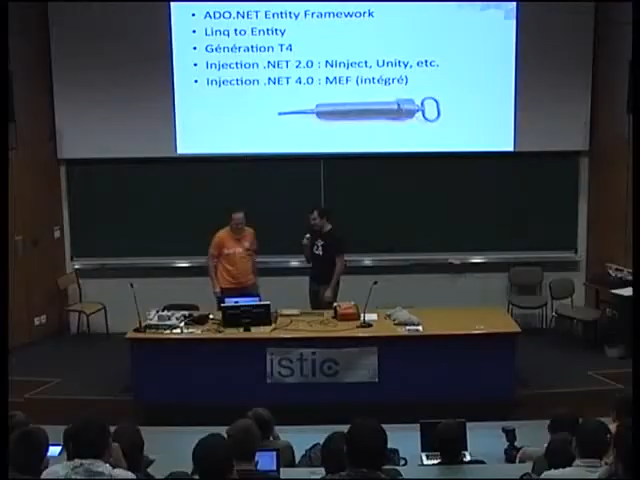 • ADO.NET Entity Framework
• Linq to Entity
• Génération T4
• Injection .NET 2.0 : NInject, Unity, etc.
• Injection .NET 4.0 : MEF (intégré)
istic